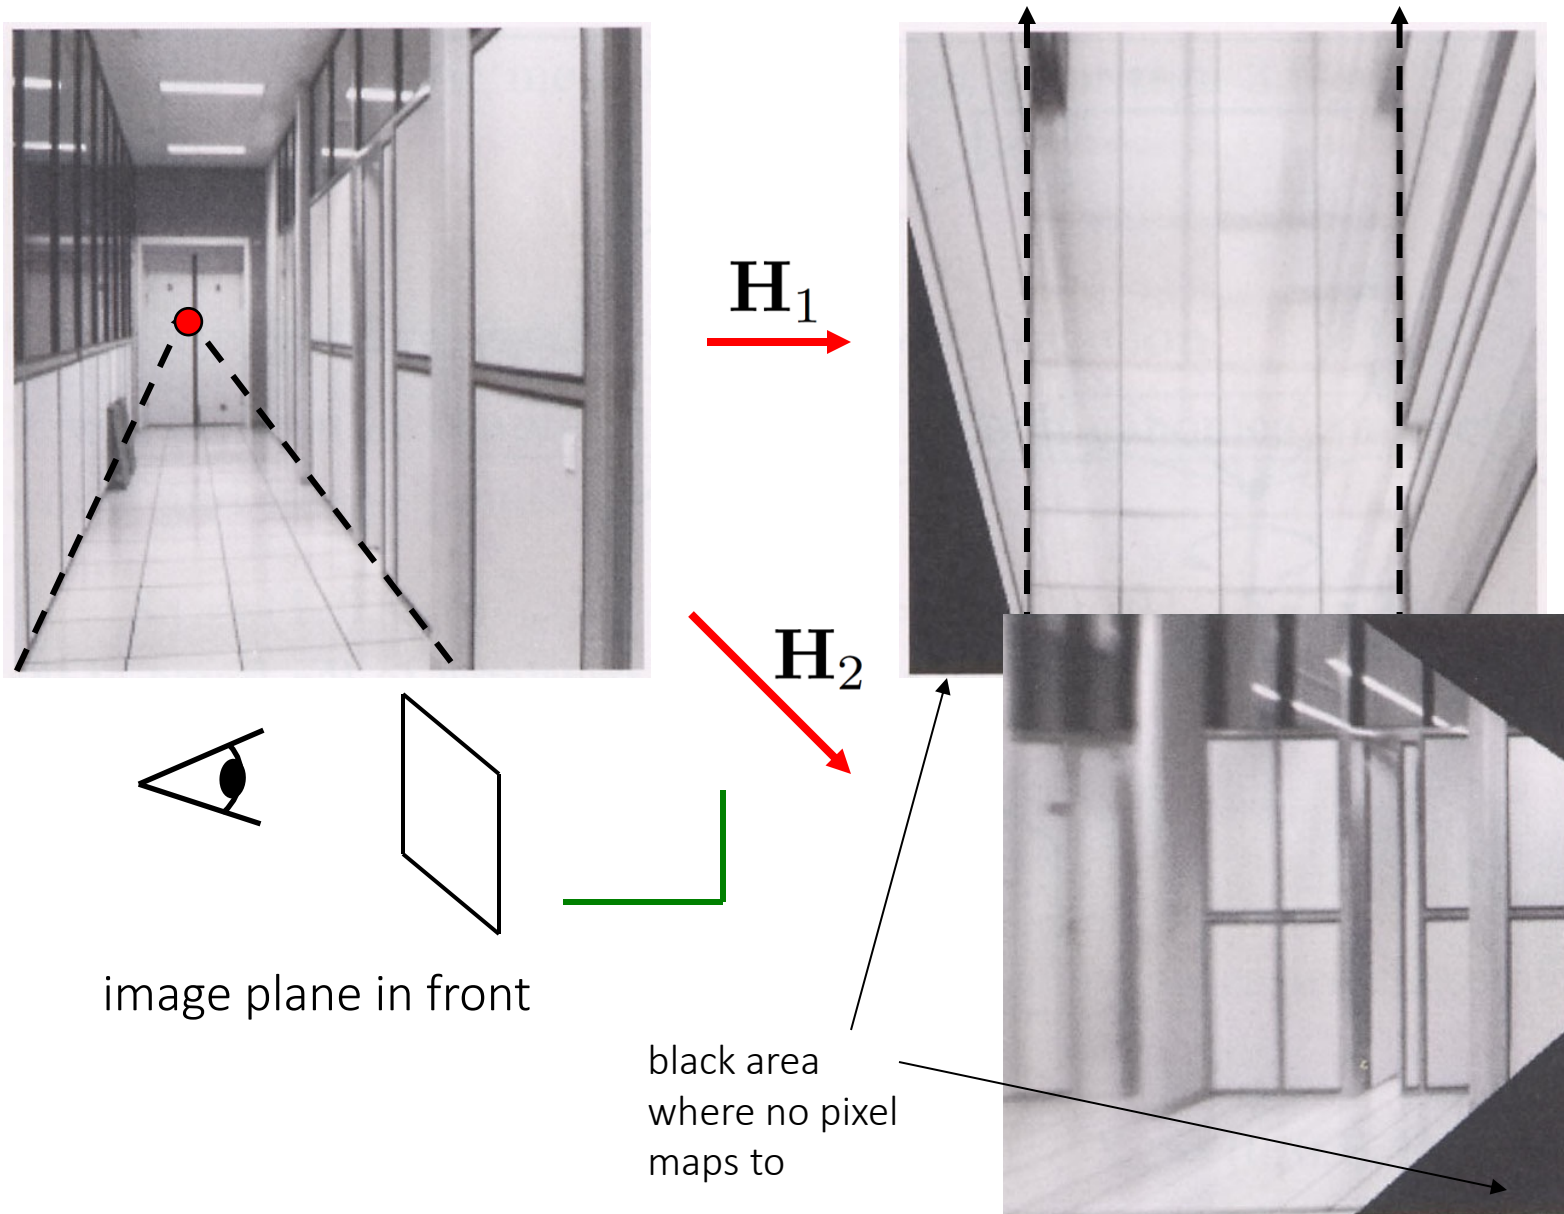 H1
H2
image plane in front
black area
where no pixel
maps to